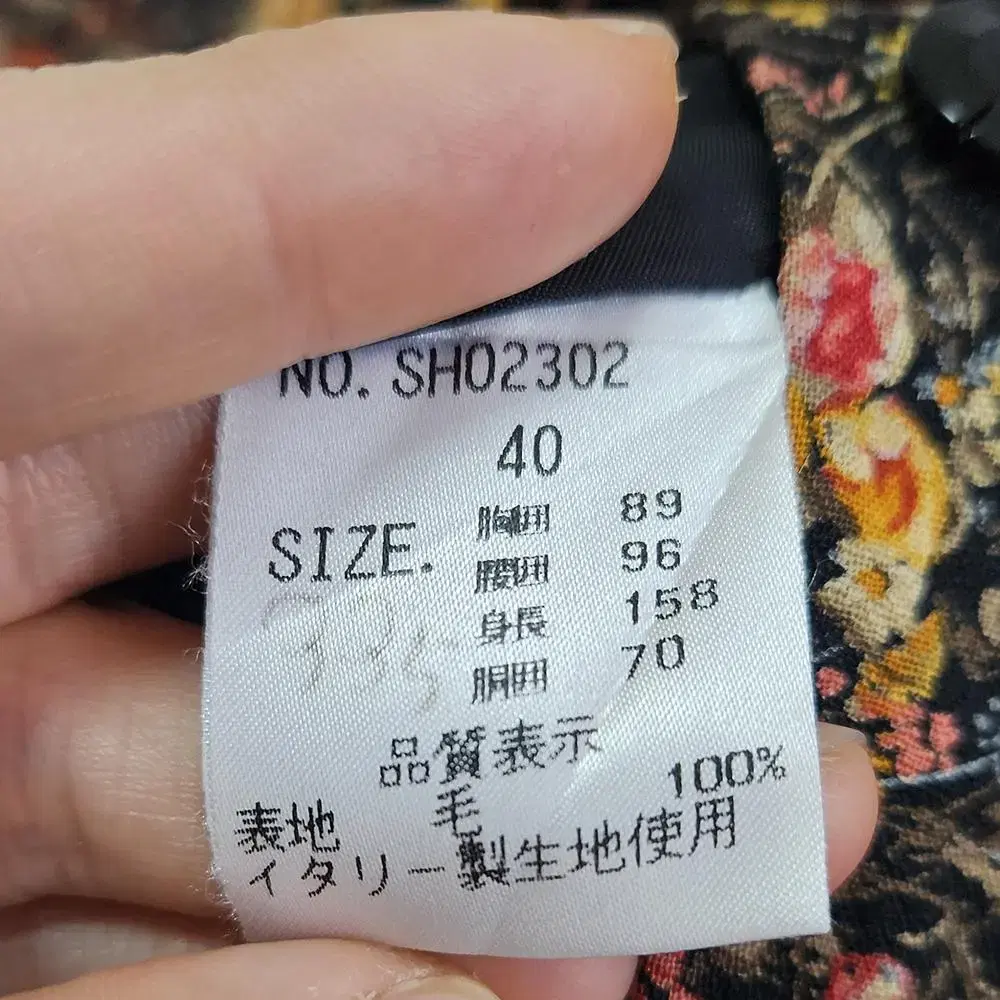 NO. SH02302
40
SIZE.
胸囲 89
腰囲 96
身長 158
胴囲 70
品質表示
表地 毛 100%
イタリー製生地使用